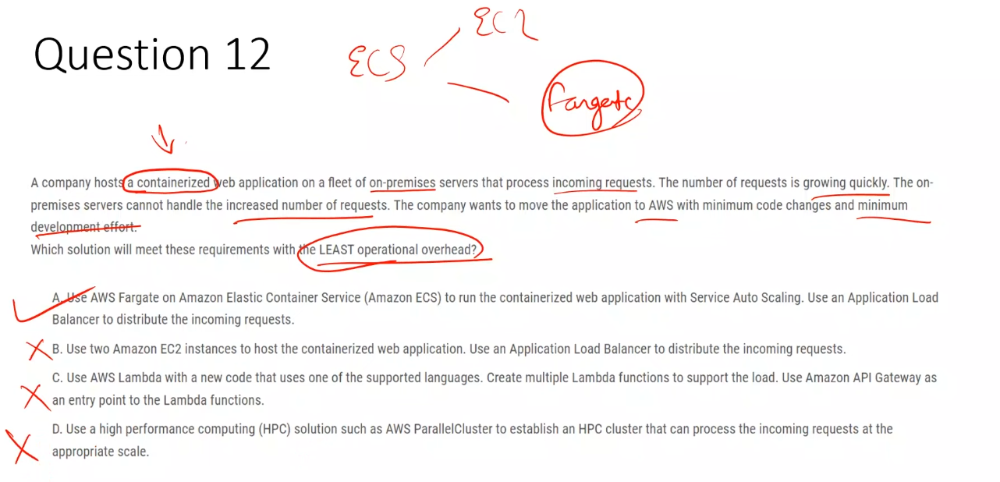 Question 12
ECS
EC2
Fargate
A company hosts a containerized web application on a fleet of on-premises servers that process incoming requests. The number of requests is growing quickly. The on-
premises servers cannot handle the increased number of requests. The company wants to move the application to AWS with minimum code changes and minimum
development effort.
Which solution will meet these requirements with the LEAST operational overhead?
A. Use AWS Fargate on Amazon Elastic Container Service (Amazon ECS) to run the containerized web application with Service Auto Scaling. Use an Application Load
Balancer to distribute the incoming requests.
B. Use two Amazon EC2 instances to host the containerized web application. Use an Application Load Balancer to distribute the incoming requests.
C. Use AWS Lambda with a new code that uses one of the supported languages. Create multiple Lambda functions to support the load. Use Amazon API Gateway as
an entry point to the Lambda functions.
D. Use a high performance computing (HPC) solution such as AWS ParallelCluster to establish an HPC cluster that can process the incoming requests at the
appropriate scale.